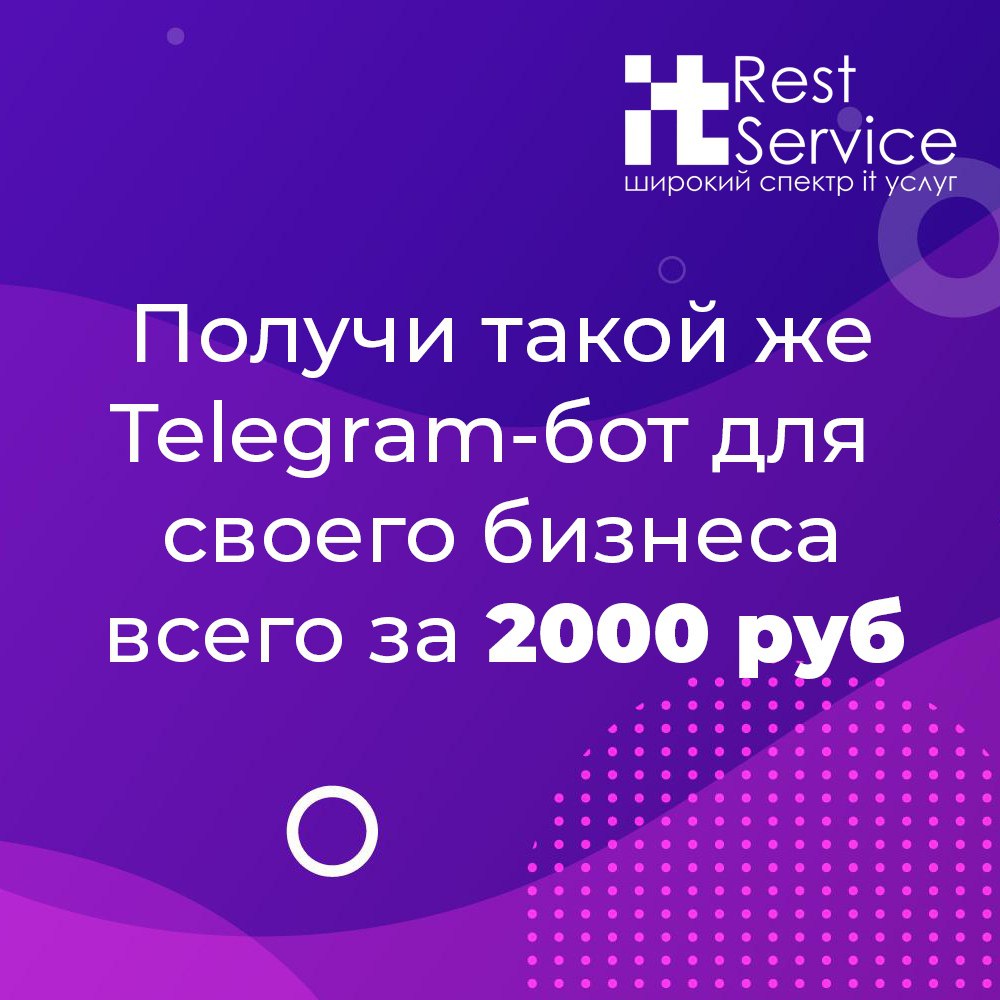 it Rest
Service
широкий спектр it услуг
Получи такой же
Telegram-бот для
своего бизнеса
всего за 2000 руб